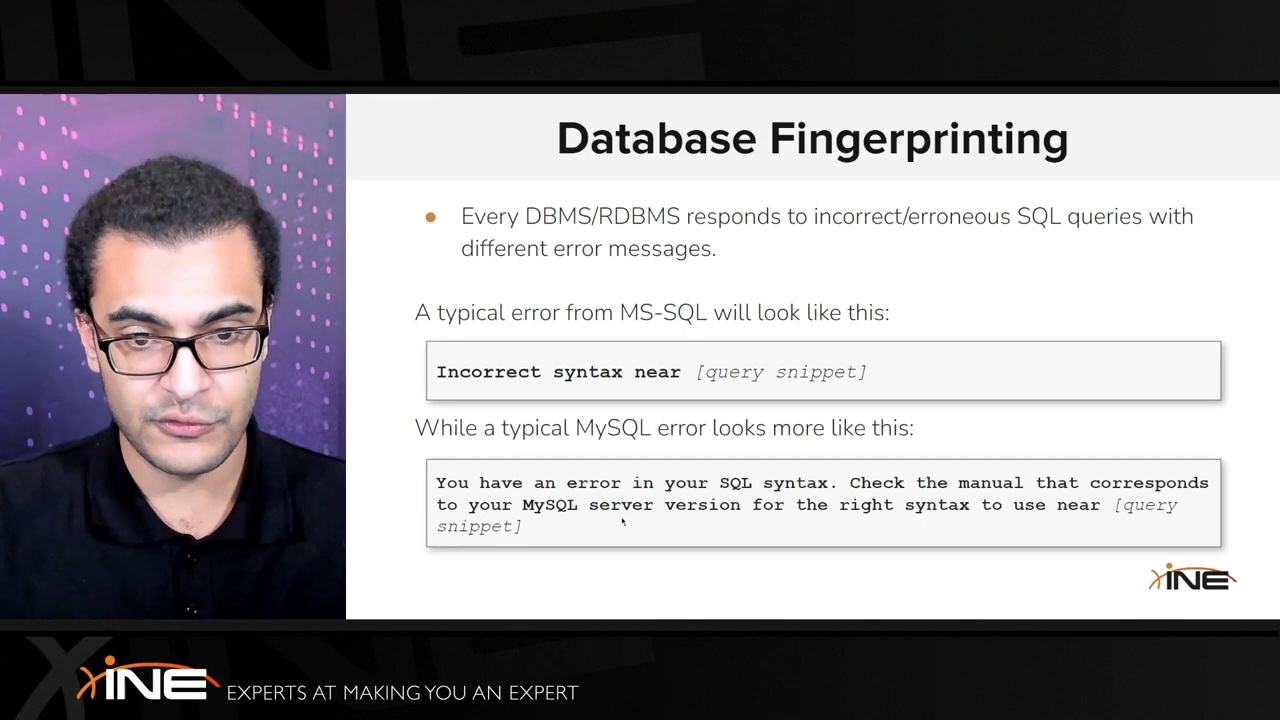 Database Fingerprinting
Every DBMS/RDBMS responds to incorrect/erroneous SQL queries with
different error messages.
A typical error from MS-SQL will look like this:
Incorrect syntax near [query snippet]
While a typical MySQL error looks more like this:
You have an error in your SQL syntax. Check the manual that corresponds
to your MySQL server version for the right syntax to use near [query
snippet]
INE
INE EXPERTS AT MAKING YOU AN EXPERT